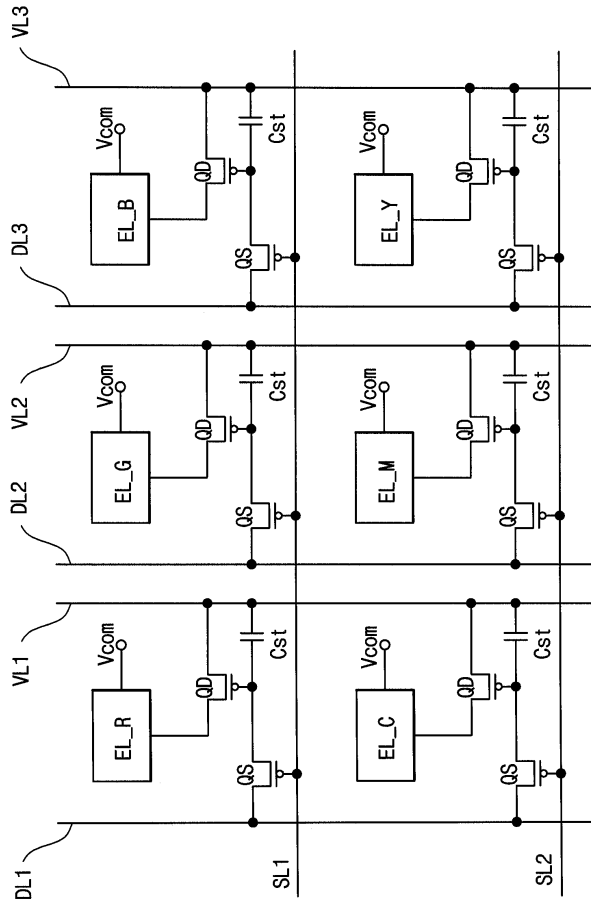 DL1
VL1
DL2
VL2
DL3
VL3
EL_R
Vcom
EL_G
Vcom
EL_B
Vcom
QD
QD
QD
QS
Cst
QS
Cst
QS
Cst
SL1
EL_C
Vcom
EL_M
Vcom
EL_Y
Vcom
QD
QD
QD
QS
Cst
QS
Cst
QS
Cst
SL2